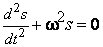 d²s/dt² + ω²s = 0